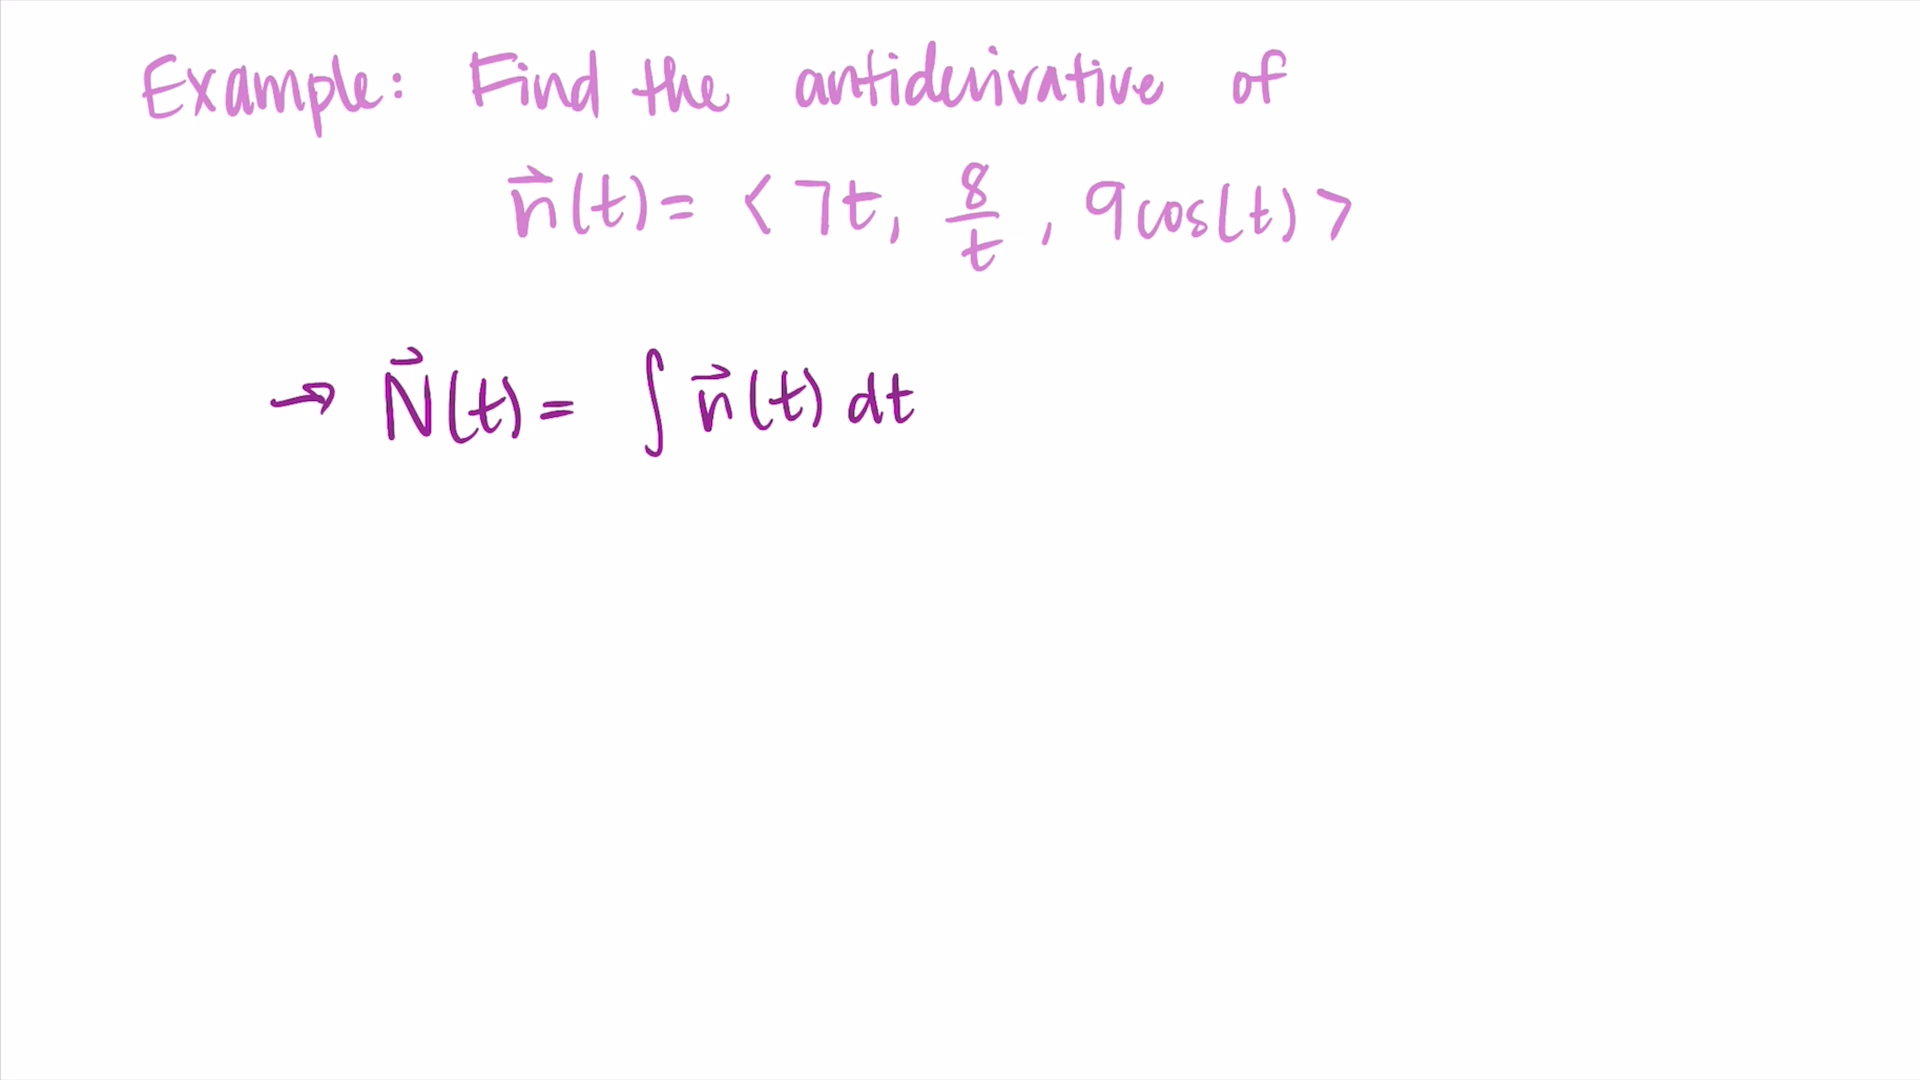 Example: Find the antiderivative of
n⃗(t) = <7t, 8/t, 9cos(t)>
→ N⃗(t) = ∫ n⃗(t) dt